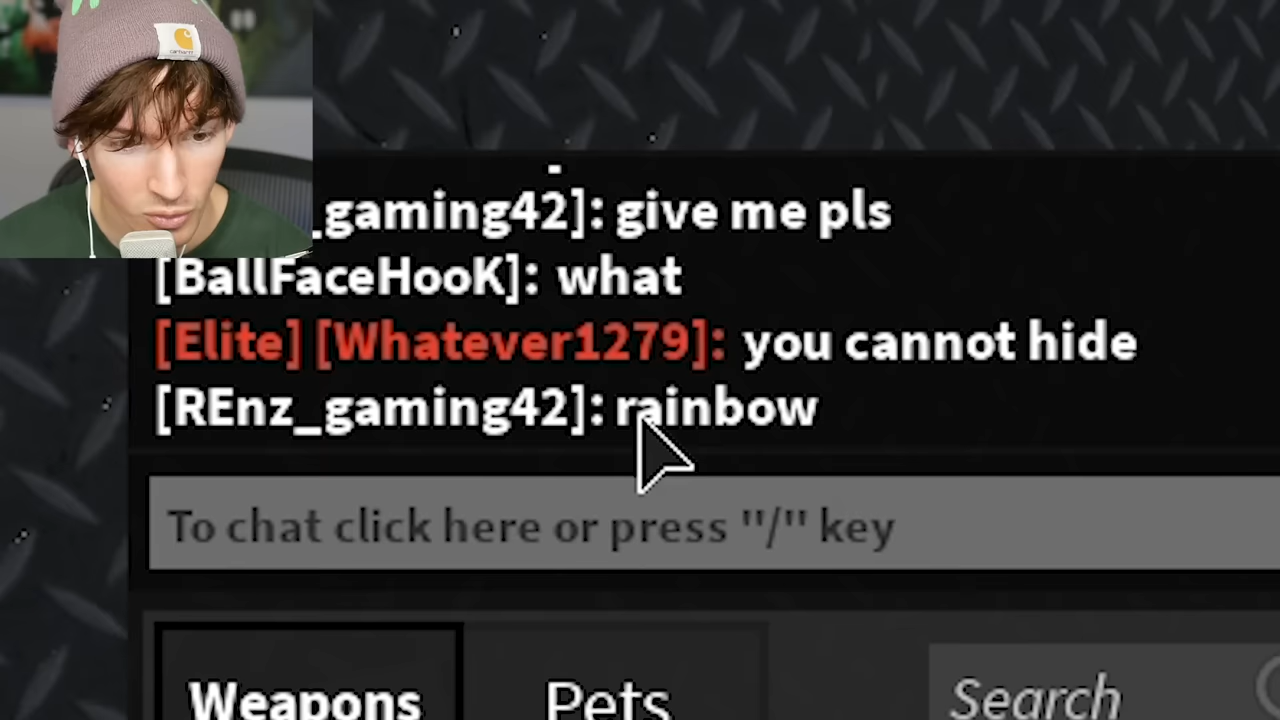 _gaming42]: give me pls
[BallFaceHooK]: what
[Elite] [Whatever1279]: you cannot hide
[REnz_gaming42]: rainbow
To chat click here or press "/" key
Weapons Pets Search